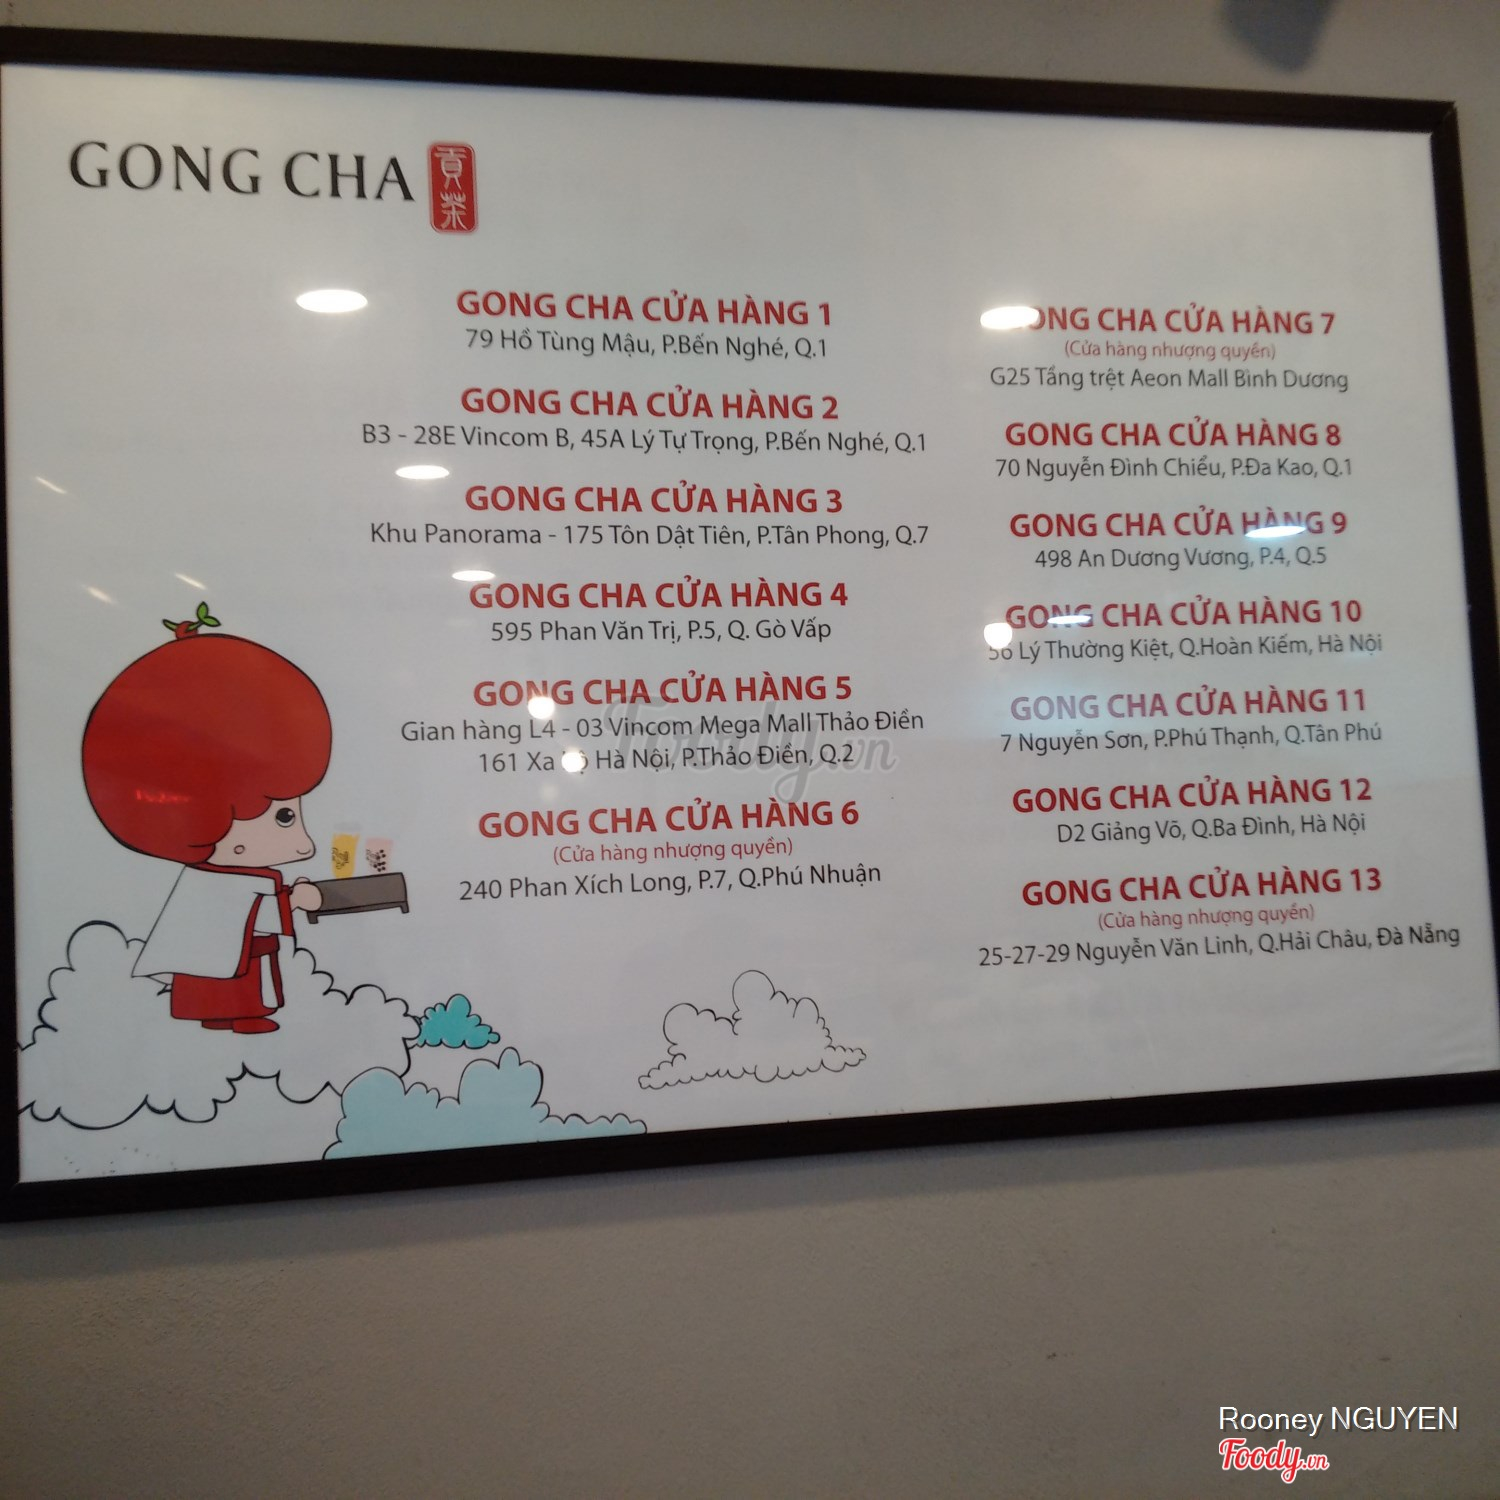 GONG CHA 貢茶
GONG CHA CỬA HÀNG 1
79 Hồ Tùng Mậu, P.Bến Nghé, Q.1
GONG CHA CỬA HÀNG 2
B3 - 28E Vincom B, 45A Lý Tự Trọng, P.Bến Nghé, Q.1
GONG CHA CỬA HÀNG 3
Khu Panorama - 175 Tôn Dật Tiên, P.Tân Phong, Q.7
GONG CHA CỬA HÀNG 4
595 Phan Văn Trị, P.5, Q. Gò Vấp
GONG CHA CỬA HÀNG 5
Gian hàng L4 - 03 Vincom Mega Mall Thảo Điền
161 Xa Hà Nội, P.Thảo Điền, Q.2
GONG CHA CỬA HÀNG 6
(Cửa hàng nhượng quyền)
240 Phan Xích Long, P.7, Q.Phú Nhuận
GONG CHA CỬA HÀNG 7
(Cửa hàng nhượng quyền)
G25 Tầng trệt Aeon Mall Bình Dương
GONG CHA CỬA HÀNG 8
70 Nguyễn Đình Chiểu, P.Đa Kao, Q.1
GONG CHA CỬA HÀNG 9
498 An Dương Vương, P.4, Q.5
GONG CHA CỬA HÀNG 10
56 Lý Thường Kiệt, Q.Hoàn Kiếm, Hà Nội
GONG CHA CỬA HÀNG 11
7 Nguyễn Sơn, P.Phú Thạnh, Q.Tân Phú
GONG CHA CỬA HÀNG 12
D2 Giảng Võ, Q.Ba Đình, Hà Nội
GONG CHA CỬA HÀNG 13
(Cửa hàng nhượng quyền)
25-27-29 Nguyễn Văn Linh, Q.Hải Châu, Đà Nẵng
Foody.vn
Rooney NGUYEN
Foody.vn